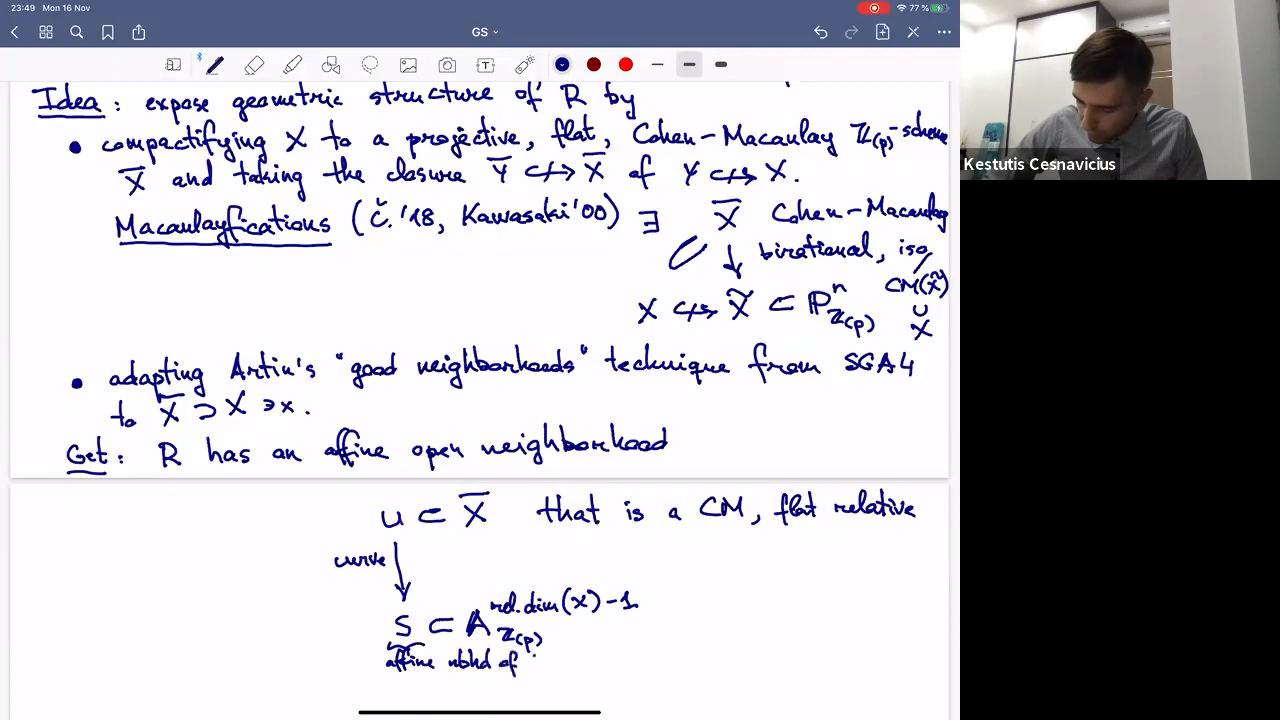 23:49 Mon 16 Nov
77 %
GS
Idea : expose geometric structure of R by
• compactifying X to a projective, flat, Cohen-Macaulay ℤ(p)-scheme
X̄ and taking the closure Ȳ ↪ X̄ of Y ↪ X.
Macaulayfications (Č.'18, Kawasaki'00) ∃ X̄ Cohen-Macaulay
↓ birational, iso/
CM(X̃)
X ↪ X̃ ⊂ ℙⁿ_ℤ(p)
∪
X
• adapting Artin's "good neighborhoods" technique from SGA4
to X̄ ⊃ X ∋ x.
Get : R has an affine open neighborhood
U ⊂ X̄ that is a CM, flat relative
curve ↓
S ⊂ 𝔸^{rel.dim(X)-1}_ℤ(p)
affine nbhd of
Kestutis Cesnavicius